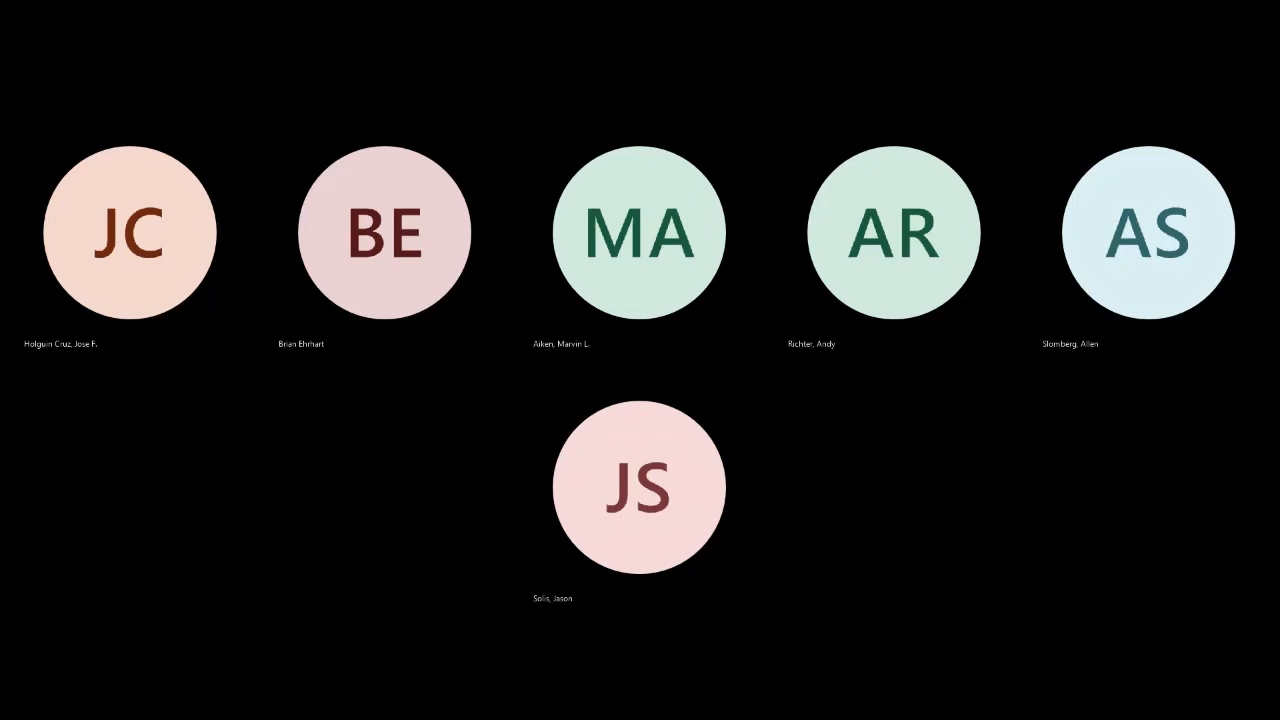 JC
BE
MA
AR
AS
Holguin Cruz, Jose F.
Brian Ehrhart
Aiken, Marvin L.
Richter, Andy
Slomberg, Allen
JS
Solis, Jason